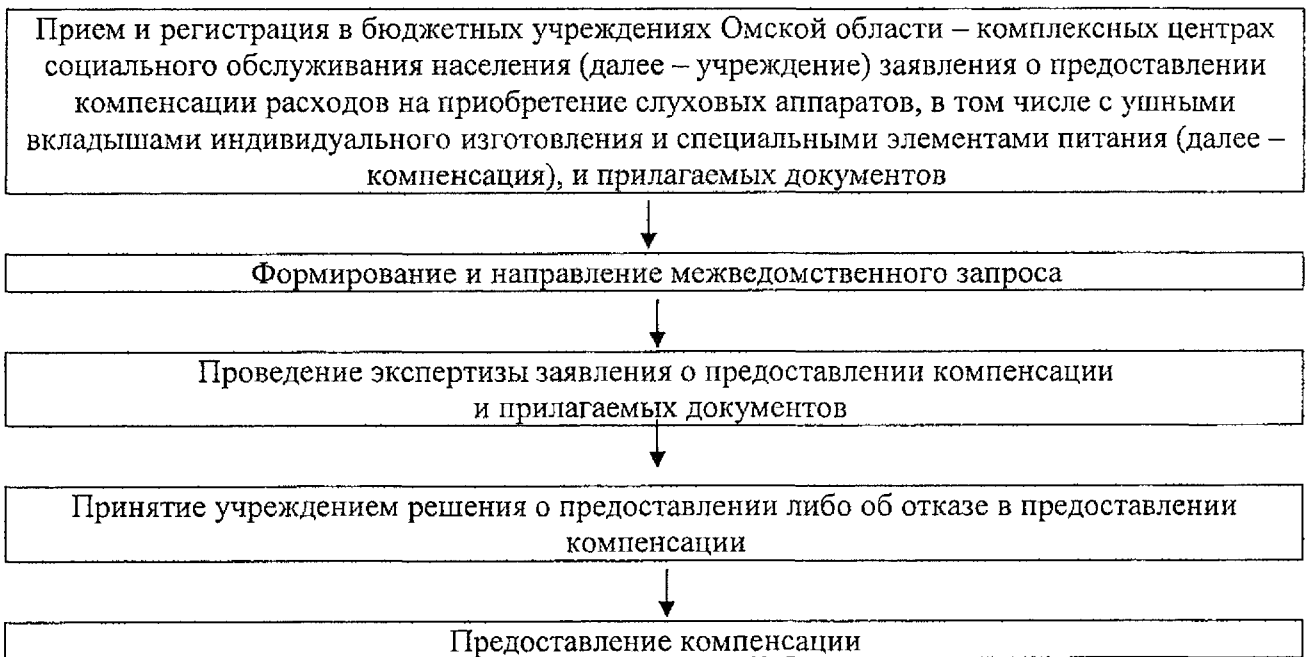 Прием и регистрация в бюджетных учреждениях Омской области – комплексных центрах
социального обслуживания населения (далее – учреждение) заявления о предоставлении
компенсации расходов на приобретение слуховых аппаратов, в том числе с ушными
вкладышами индивидуального изготовления и специальными элементами питания (далее –
компенсация), и прилагаемых документов
Формирование и направление межведомственного запроса
Проведение экспертизы заявления о предоставлении компенсации
и прилагаемых документов
Принятие учреждением решения о предоставлении либо об отказе в предоставлении
компенсации
Предоставление компенсации